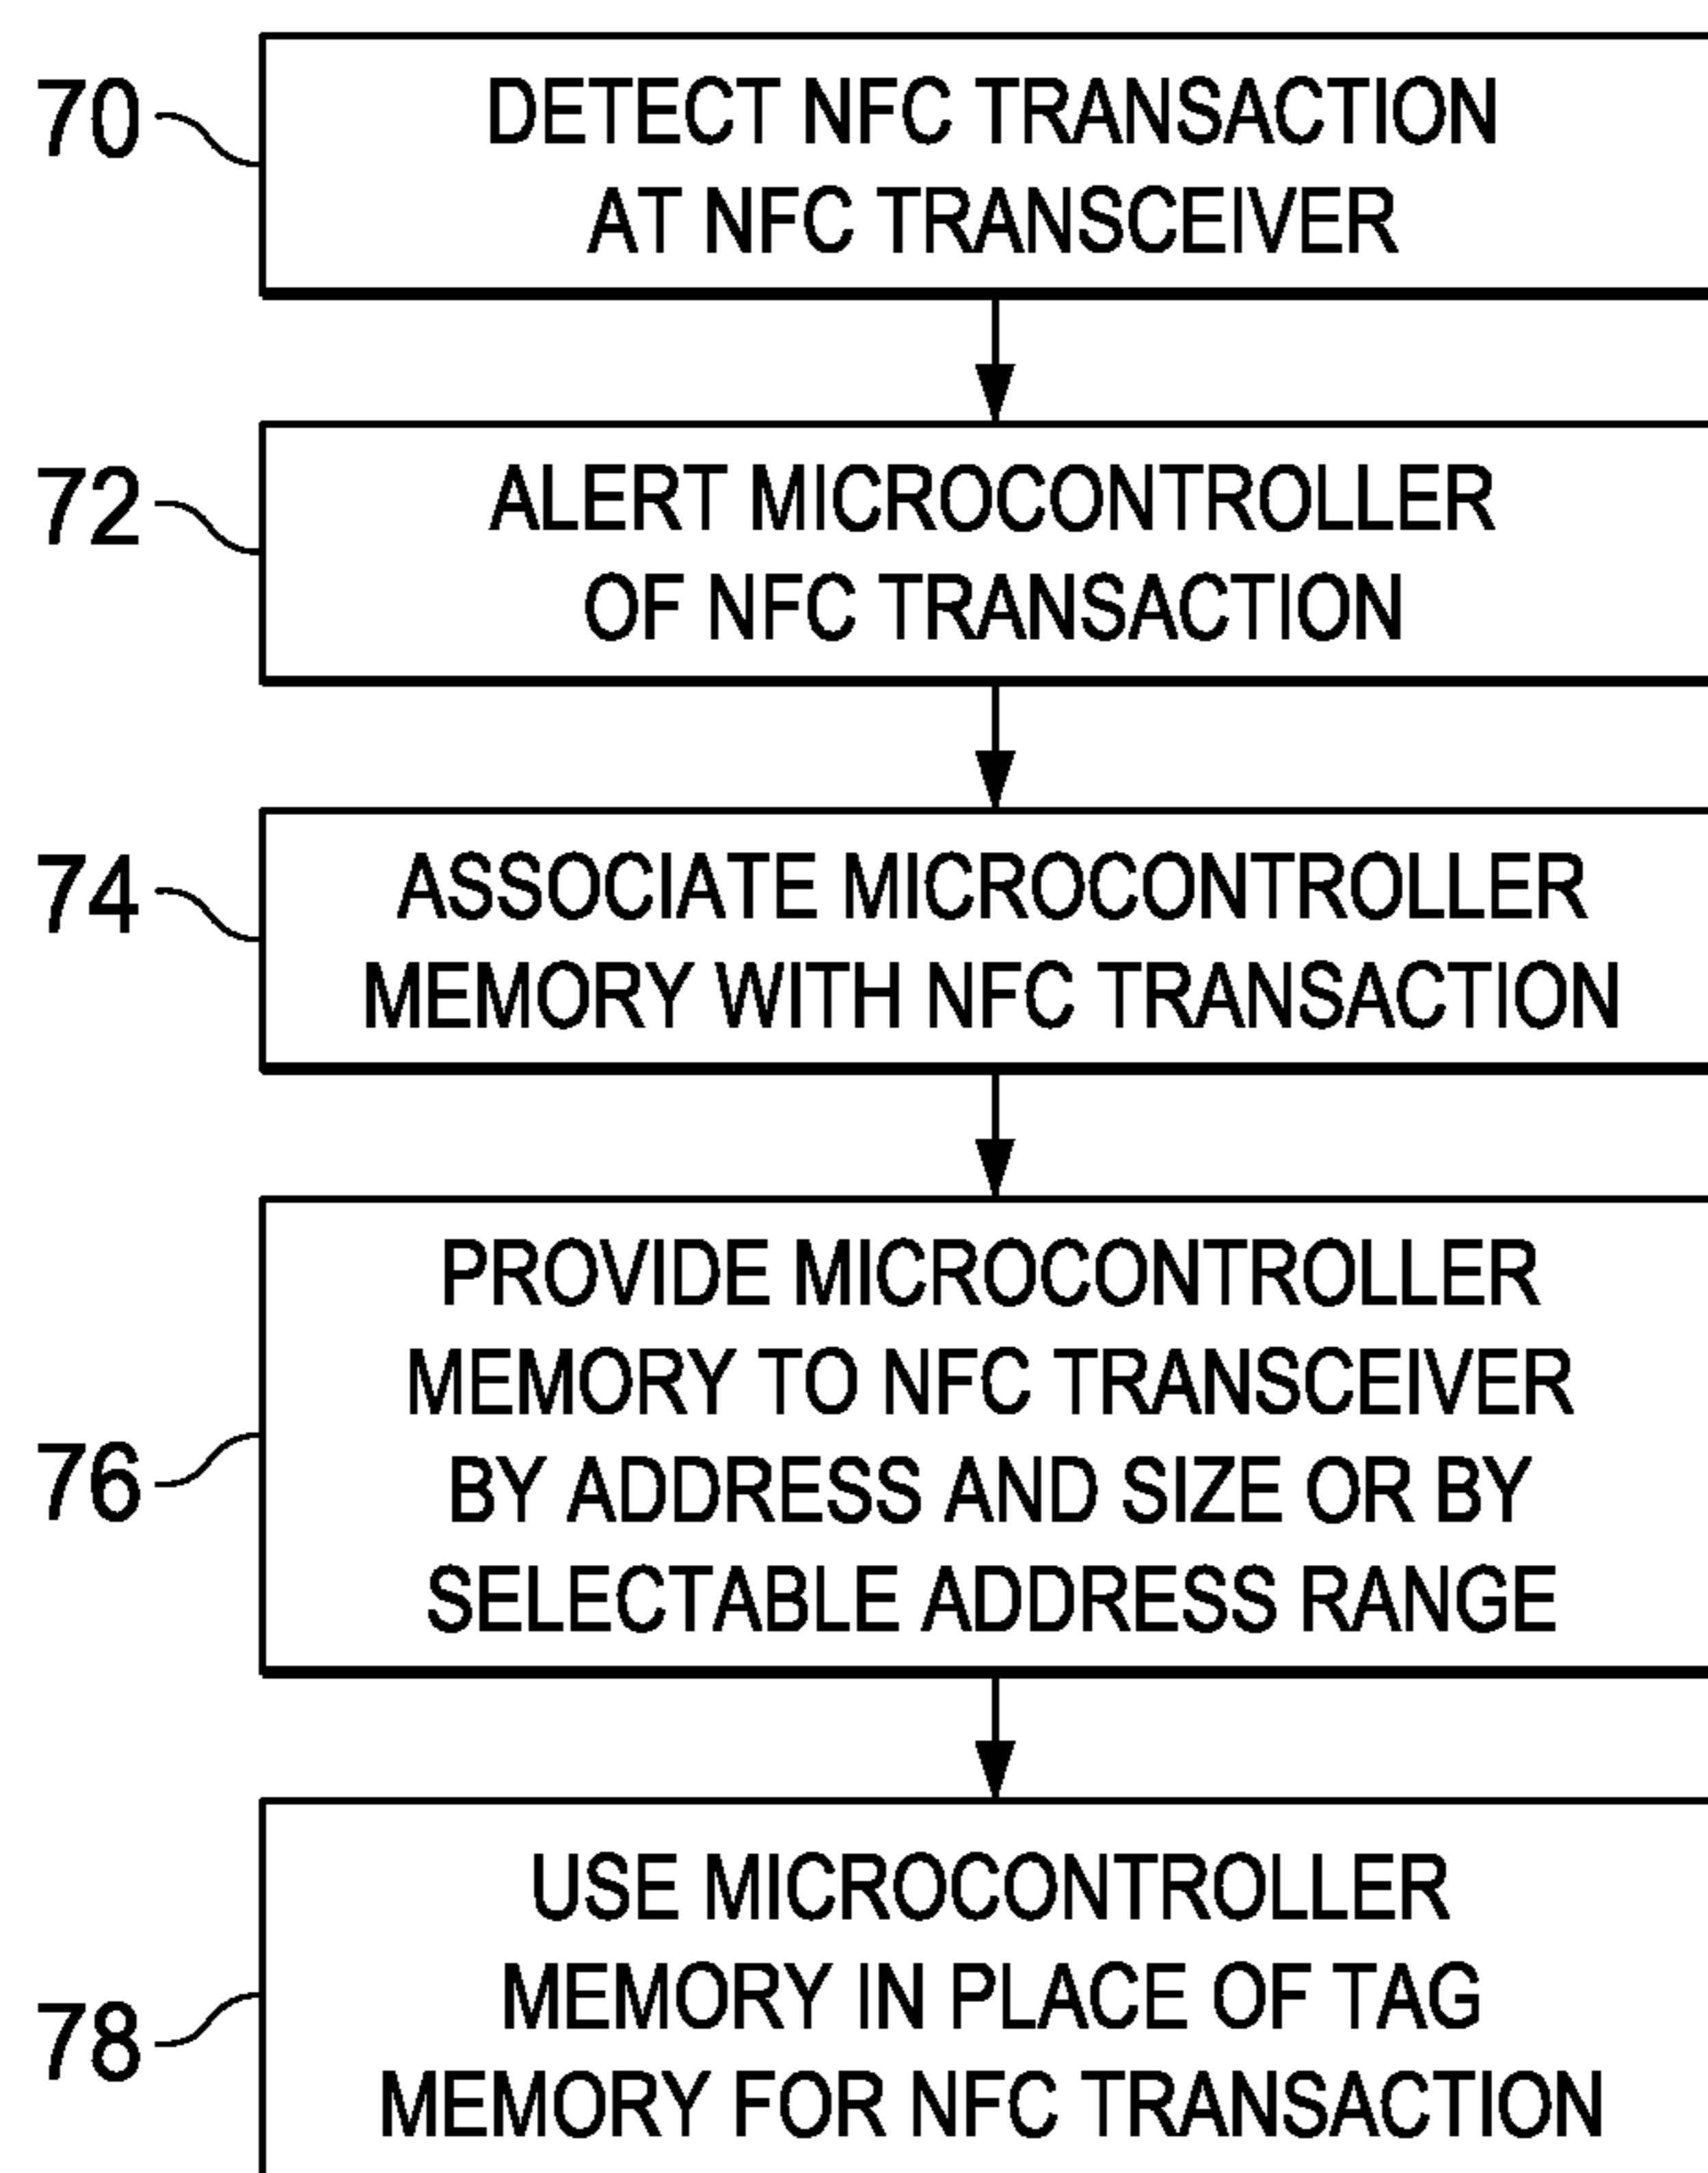 70
DETECT NFC TRANSACTION
AT NFC TRANSCEIVER
72
ALERT MICROCONTROLLER
OF NFC TRANSACTION
74
ASSOCIATE MICROCONTROLLER
MEMORY WITH NFC TRANSACTION
76
PROVIDE MICROCONTROLLER
MEMORY TO NFC TRANSCEIVER
BY ADDRESS AND SIZE OR BY
SELECTABLE ADDRESS RANGE
78
USE MICROCONTROLLER
MEMORY IN PLACE OF TAG
MEMORY FOR NFC TRANSACTION